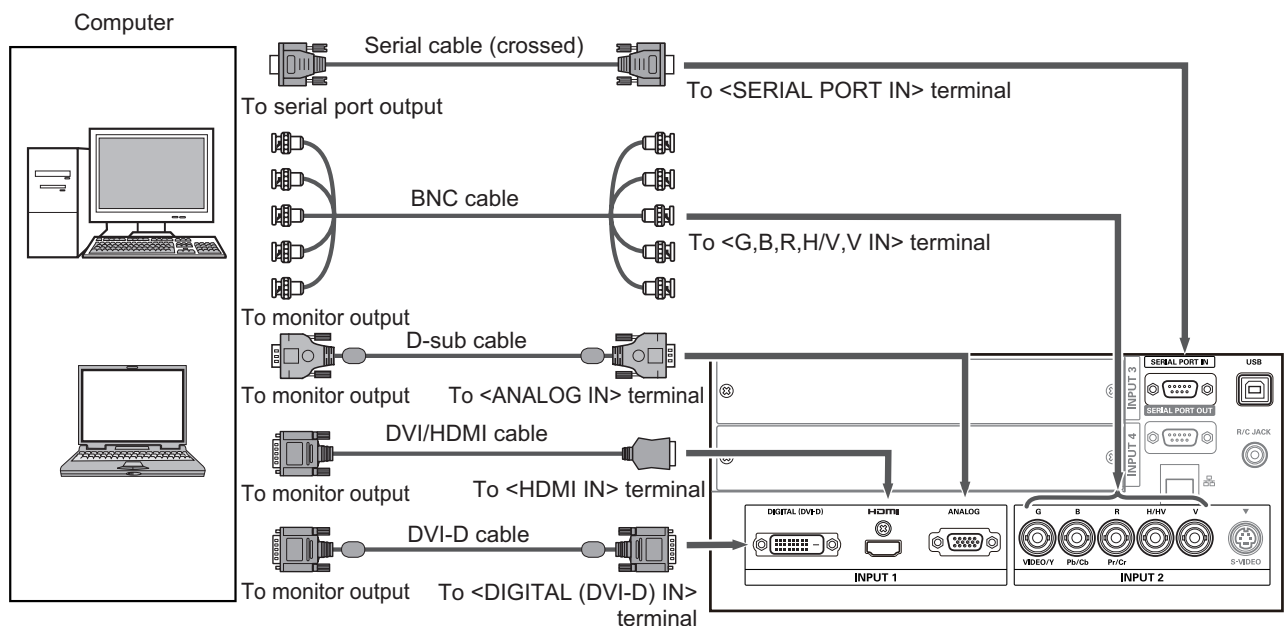 Computer
Serial cable (crossed)
To serial port output
To <SERIAL PORT IN> terminal
BNC cable
To monitor output
To <G,B,R,H/V,V IN> terminal
D-sub cable
To monitor output
To <ANALOG IN> terminal
DVI/HDMI cable
To monitor output
To <HDMI IN> terminal
DVI-D cable
To monitor output
To <DIGITAL (DVI-D) IN>
terminal
INPUT 3
SERIAL PORT IN
USB
SERIAL PORT OUT
INPUT 4
R/C JACK
DIGITAL (DVI-D)
HDMI
ANALOG
INPUT 1
G
B
R
H/HV
V
VIDEO/Y
Pb/Cb
Pr/Cr
S-VIDEO
INPUT 2